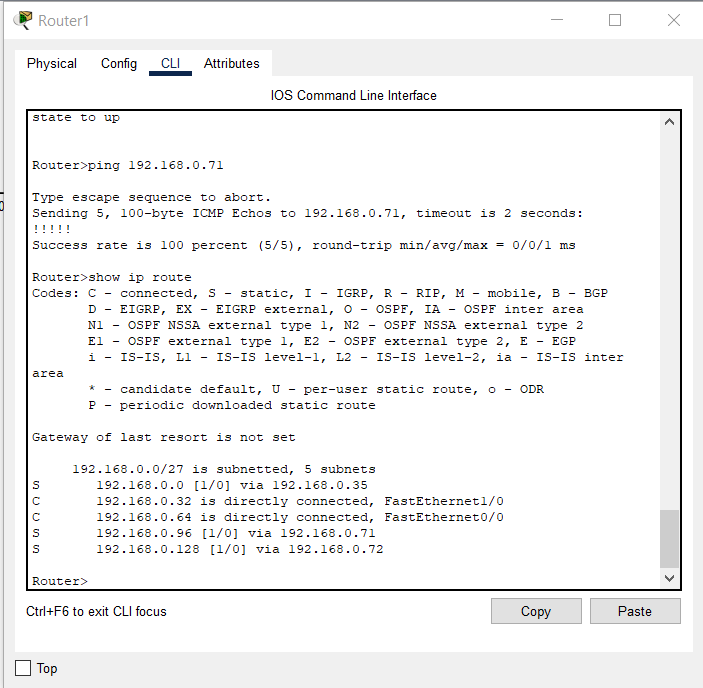 Router1
Physical Config CLI Attributes
IOS Command Line Interface
state to up
Router>ping 192.168.0.71
Type escape sequence to abort.
Sending 5, 100-byte ICMP Echos to 192.168.0.71, timeout is 2 seconds:
!!!!!
Success rate is 100 percent (5/5), round-trip min/avg/max = 0/0/1 ms
Router>show ip route
Codes: C - connected, S - static, I - IGRP, R - RIP, M - mobile, B - BGP
D - EIGRP, EX - EIGRP external, O - OSPF, IA - OSPF inter area
N1 - OSPF NSSA external type 1, N2 - OSPF NSSA external type 2
E1 - OSPF external type 1, E2 - OSPF external type 2, E - EGP
i - IS-IS, L1 - IS-IS level-1, L2 - IS-IS level-2, ia - IS-IS inter
area
* - candidate default, U - per-user static route, o - ODR
P - periodic downloaded static route
Gateway of last resort is not set
192.168.0.0/27 is subnetted, 5 subnets
S 192.168.0.0 [1/0] via 192.168.0.35
C 192.168.0.32 is directly connected, FastEthernet1/0
C 192.168.0.64 is directly connected, FastEthernet0/0
S 192.168.0.96 [1/0] via 192.168.0.71
S 192.168.0.128 [1/0] via 192.168.0.72
Router>
Ctrl+F6 to exit CLI focus
Copy Paste
Top